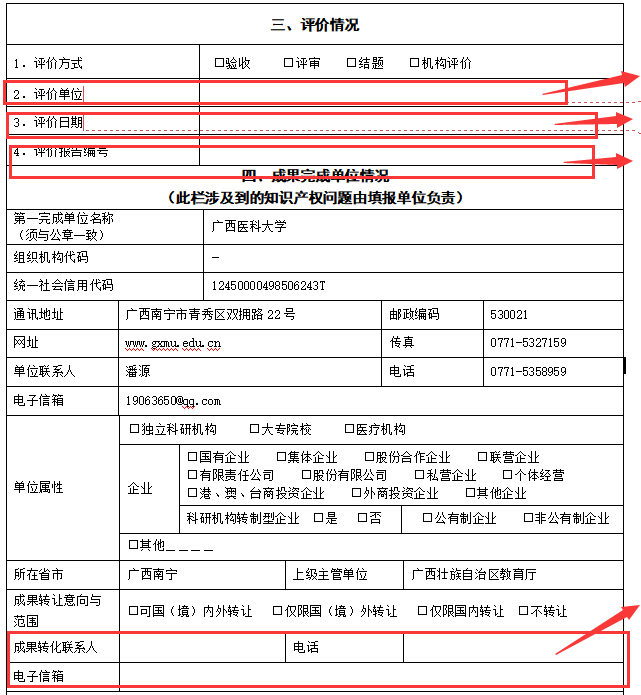 三、评价情况
1．评价方式 □验收 □评审 □结题 □机构评价
2．评价单位
3．评价日期
4．评价报告编号
四、成果完成单位情况
（此栏涉及到的知识产权问题由填报单位负责）
第一完成单位名称
（须与公章一致） 广西医科大学
组织机构代码 —
统一社会信用代码 12450000498506243T
通讯地址 广西南宁市青秀区双拥路 22 号 邮政编码 530021
网址 www.gxmu.edu.cn 传真 0771-5327159
单位联系人 潘源 电话 0771-5358959
电子信箱 19063650@qq.com
单位属性 □独立科研机构 □大专院校 □医疗机构
企业 □国有企业 □集体企业 □股份合作企业 □联营企业
□有限责任公司 □股份有限公司 □私营企业 □个体经营
□港、澳、台商投资企业 □外商投资企业 □其他企业
科研机构转制型企业 □是 □否 □公有制企业 □非公有制企业
□其他＿＿＿＿
所在省市 广西南宁 上级主管单位 广西壮族自治区教育厅
成果转让意向与
范围 □可国（境）内外转让 □仅限国（境）外转让 □仅限国内转让 □不转让
成果转化联系人 电话
电子信箱